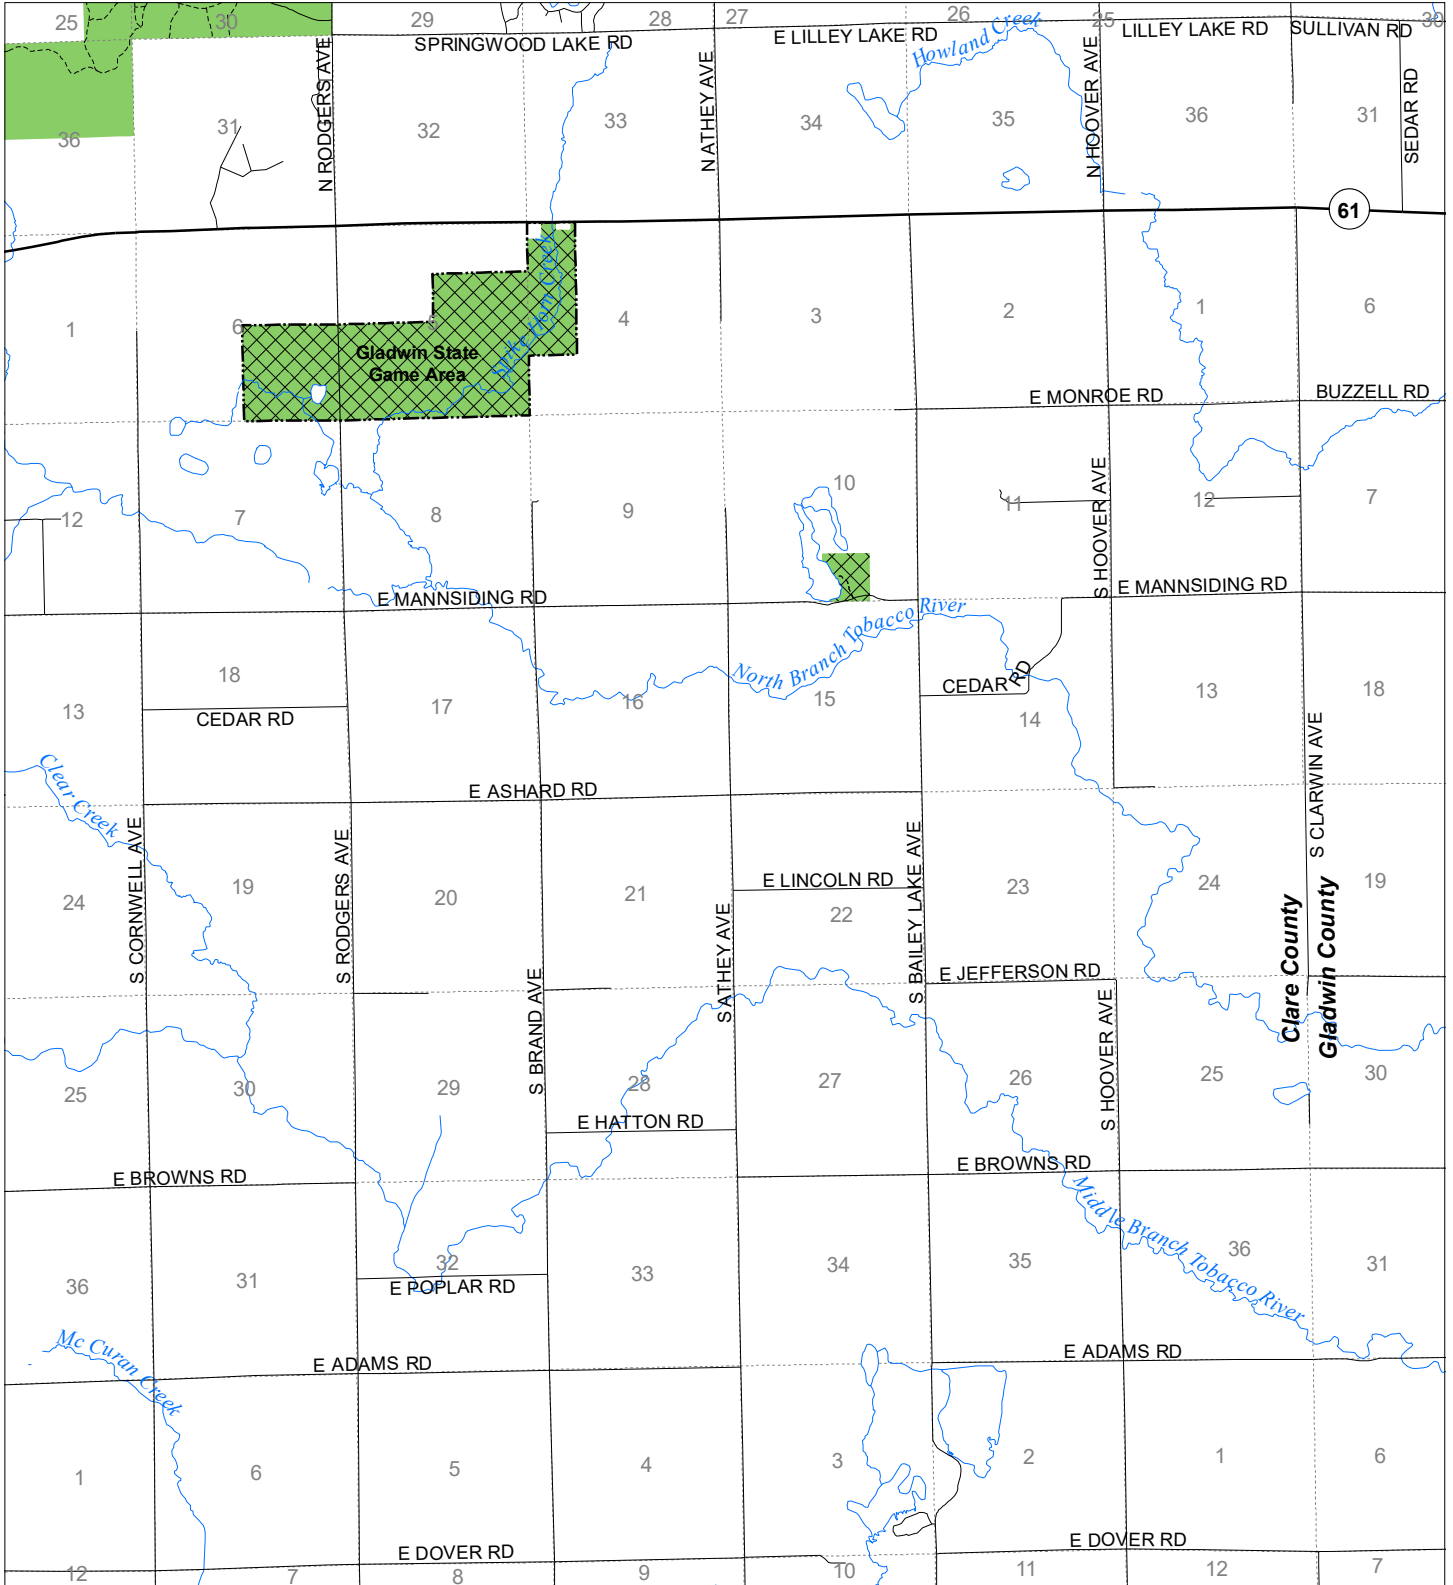 25
30
29
28
27
26
25
30
SPRINGWOOD LAKE RD
E LILLEY LAKE RD
Howland Creek
LILLEY LAKE RD
SULLIVAN RD
36
31
N RODGERS AVE
32
33
N ATHEY AVE
34
35
N HOOVER AVE
36
31
SEDAR RD
61
1
6
5
Gladwin State
Game Area
Spike Horn Creek
4
3
2
1
6
E MONROE RD
BUZZELL RD
12
7
8
9
10
11
S HOOVER AVE
12
7
E MANNSIDING RD
E MANNSIDING RD
North Branch Tobacco River
13
18
CEDAR RD
17
16
15
CEDAR RD
14
13
18
S CLARWIN AVE
Clear Creek
E ASHARD RD
24
S CORNWELL AVE
19
S RODGERS AVE
20
21
E LINCOLN RD
22
S BAILEY LAKE AVE
23
24
19
Clare County
Gladwin County
S ATHEY AVE
E JEFFERSON RD
S BRAND AVE
S HOOVER AVE
25
30
29
28
27
26
25
30
E HATTON RD
E BROWNS RD
E BROWNS RD
Middle Branch Tobacco River
36
31
32
E POPLAR RD
33
34
35
36
31
Mc Curan Creek
E ADAMS RD
E ADAMS RD
1
6
5
4
3
2
1
6
E DOVER RD
E DOVER RD
12
7
8
9
10
11
12
7